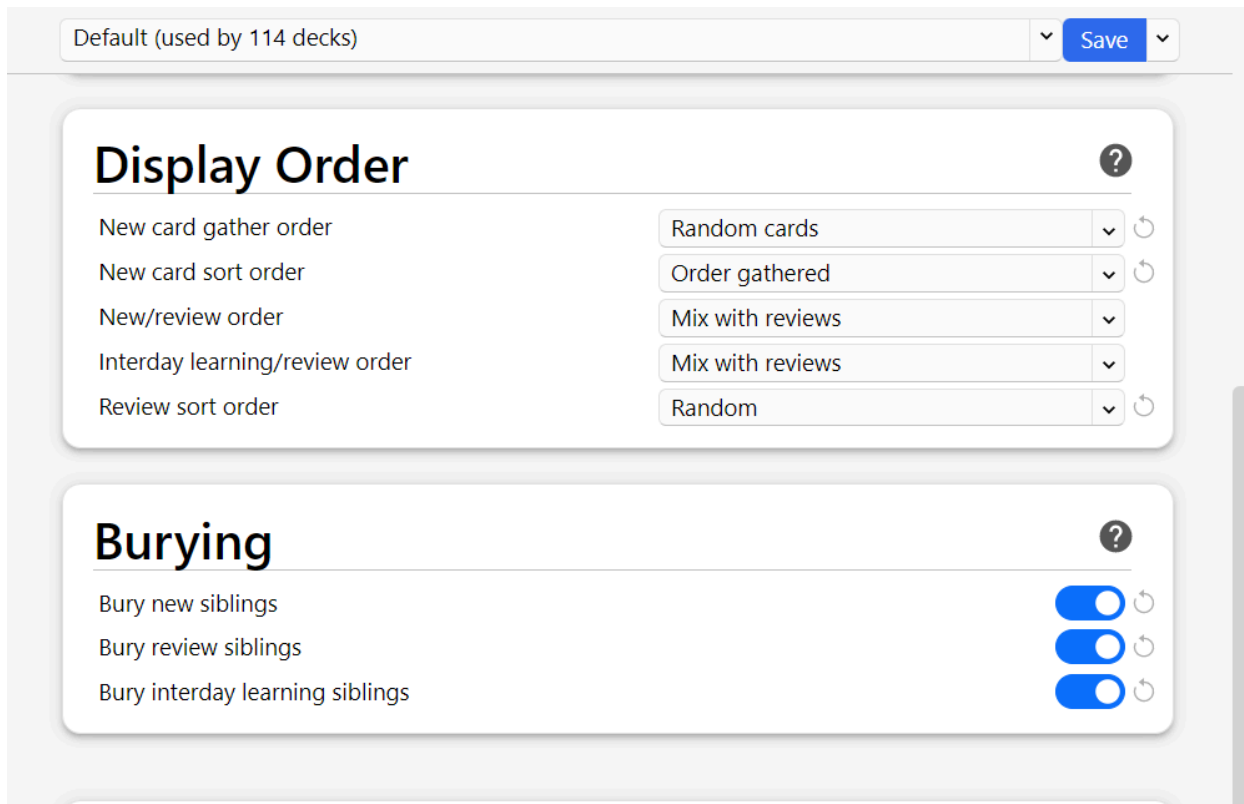 Default (used by 114 decks)
Save
Display Order
New card gather order
Random cards
New card sort order
Order gathered
New/review order
Mix with reviews
Interday learning/review order
Mix with reviews
Review sort order
Random
Burying
Bury new siblings
Bury review siblings
Bury interday learning siblings